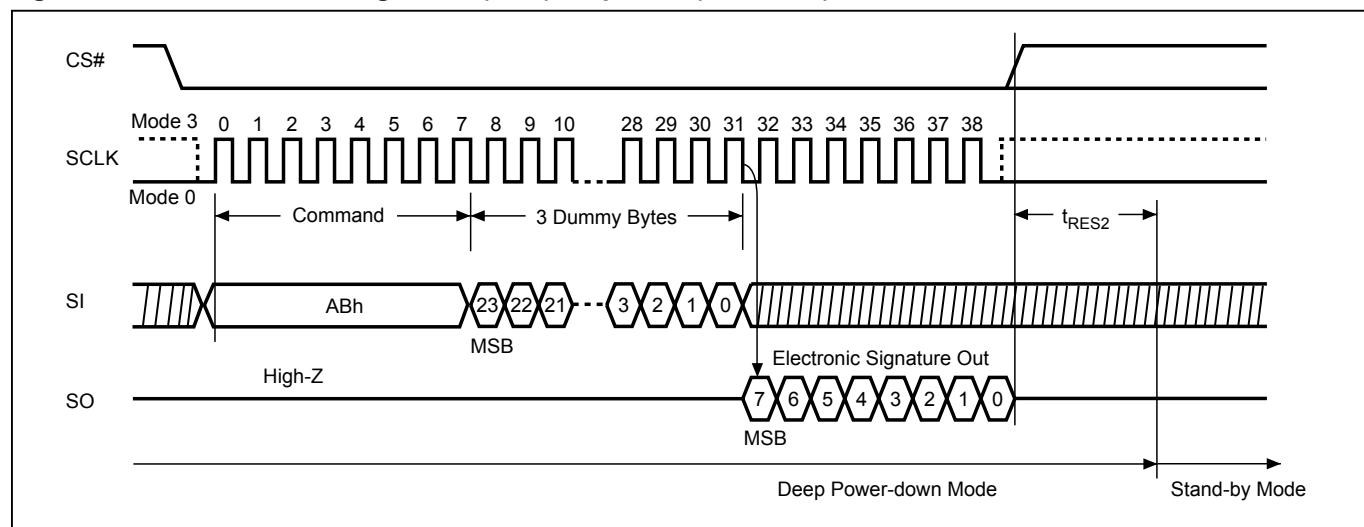 CS#
Mode 3 0 1 2 3 4 5 6 7 8 9 10 28 29 30 31 32 33 34 35 36 37 38
SCLK
Mode 0
Command 3 Dummy Bytes tRES2
SI ABh 23 22 21 3 2 1 0
MSB
High-Z Electronic Signature Out
SO 7 6 5 4 3 2 1 0
MSB
Deep Power-down Mode Stand-by Mode